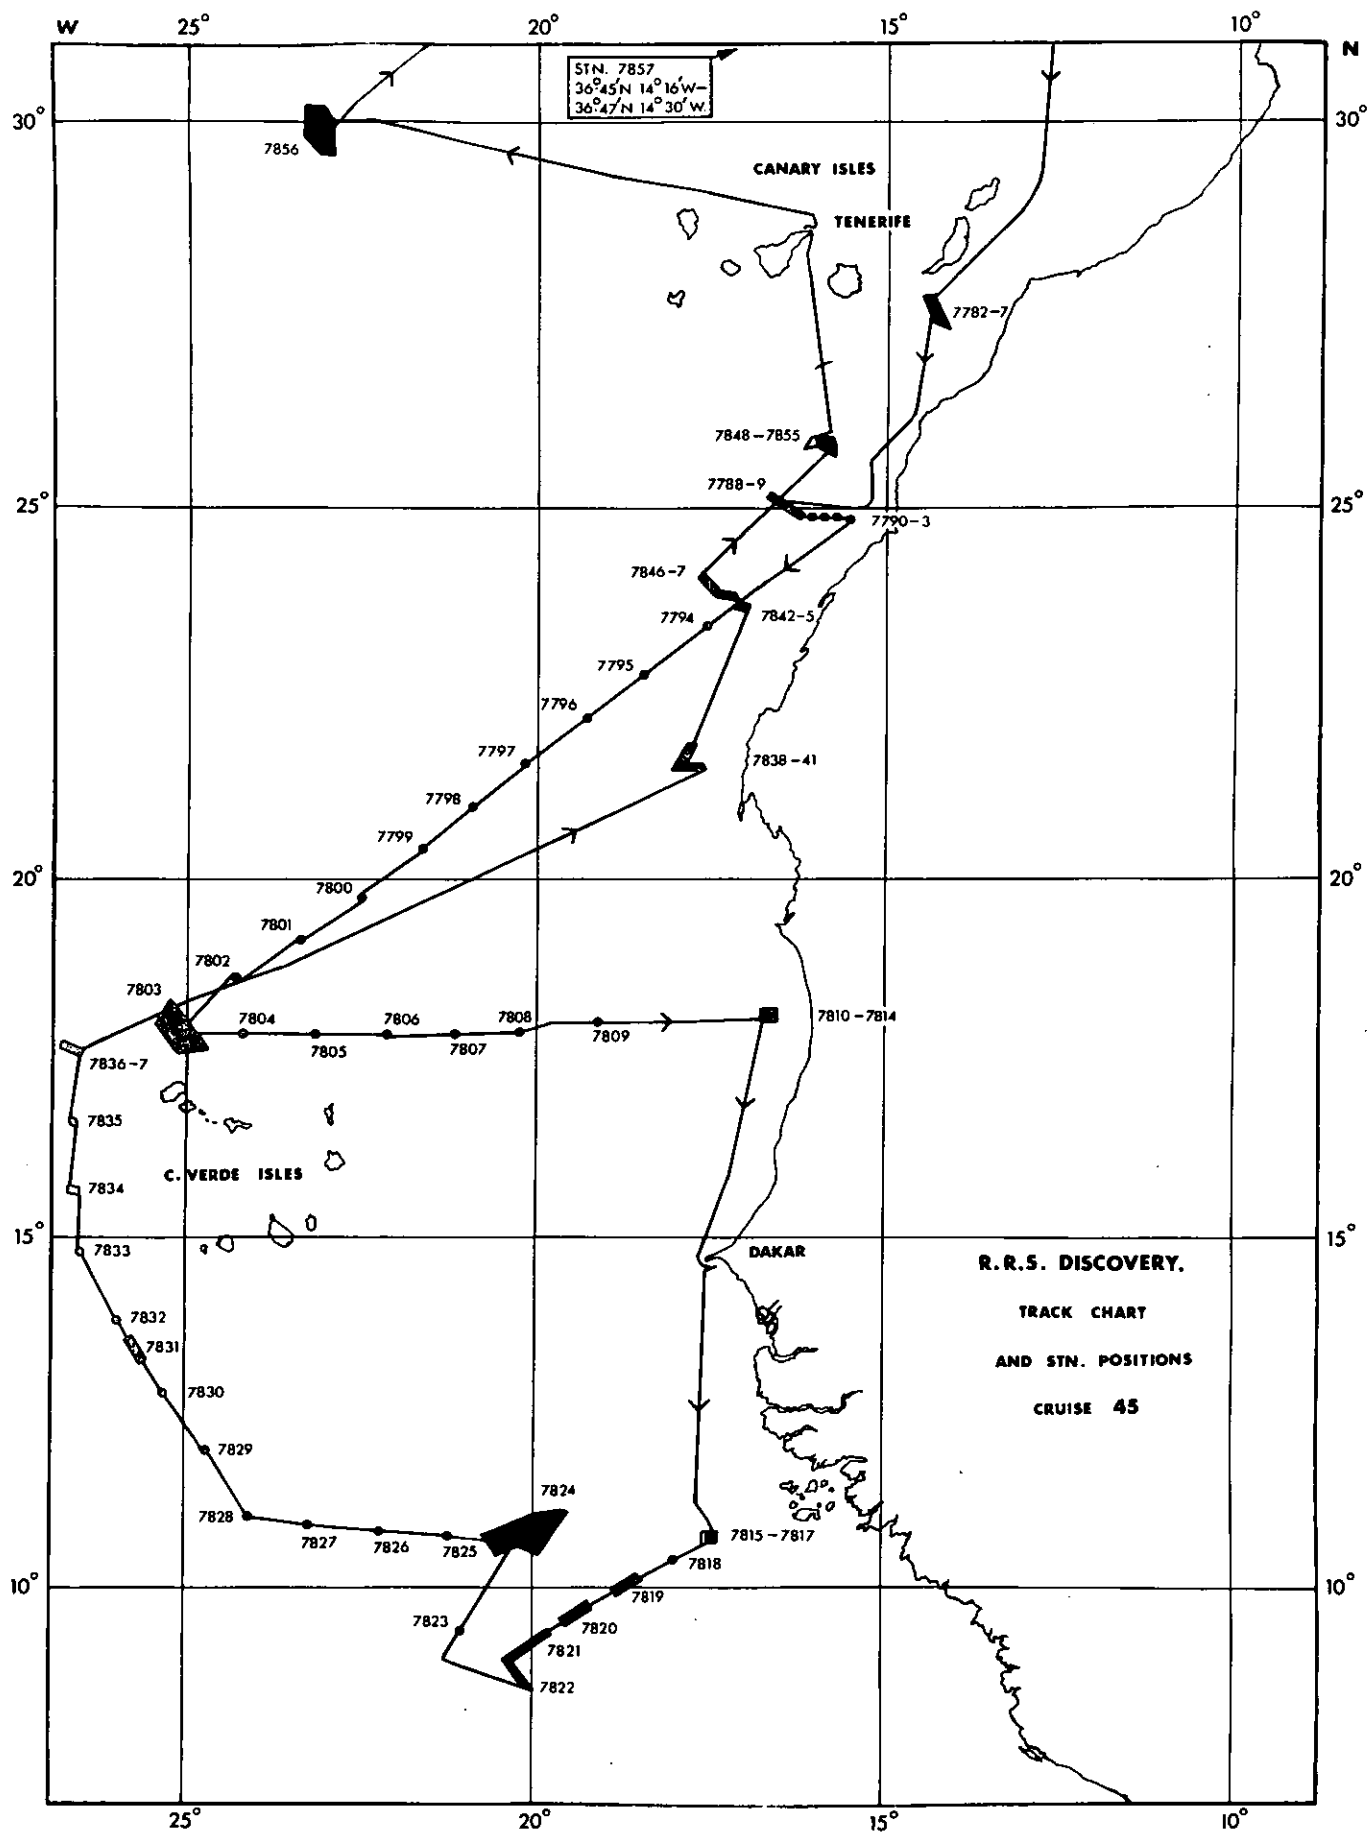 W 25° 20° 15° 10° N
STN. 7857
36°45'N 14°16'W–
36°47'N 14°30'W.
30° 30°
7856
CANARY ISLES
TENERIFE
7782-7
7848-7855
7788-9
25° 25°
7790-3
7846-7
7794 7842-5
7795
7796
7797
7838-41
7798
7799
20° 20°
7800
7801
7802
7803
7804 7806 7808 7810-7814
7805 7807 7809
7836-7
7835
C. VERDE ISLES
7834
15° 15°
7833
DAKAR
R.R.S. DISCOVERY.
TRACK CHART
AND STN. POSITIONS
CRUISE 45
7832
7831
7830
7829
7824
7828
7827 7826 7825
7815-7817
7818
10° 10°
7819
7823 7820
7821
7822
25° 20° 15° 10°